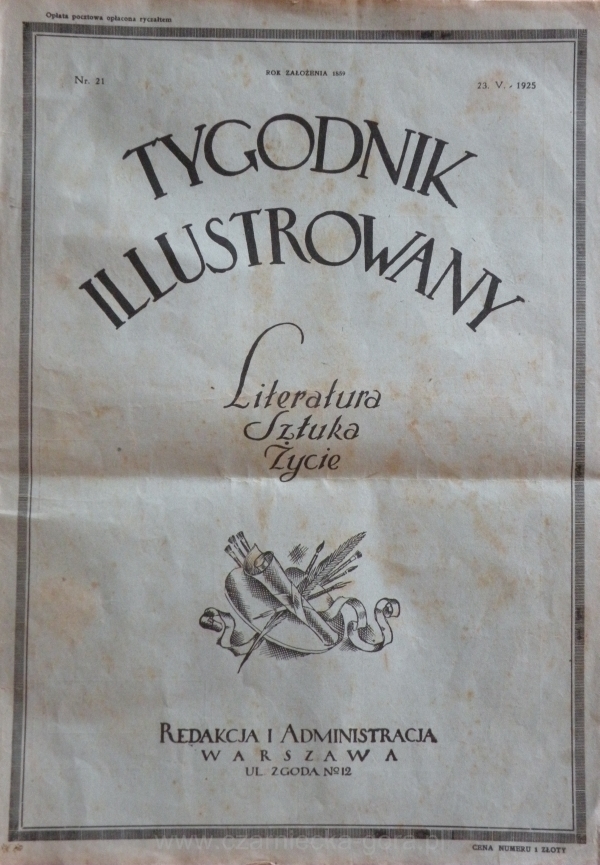 Opłata pocztowa opłacona ryczałtem
Nr. 21
ROK ZAŁOŻENIA 1859
23. V. - 1925
TYGODNIK
ILLUSTROWANY
Literatura
Sztuka
Życie
REDAKCJA I ADMINISTRACJA
WARSZAWA
UL. ZGODA № 12
CENA NUMERU 1 ZŁOTY
www.czarniecka-gora.pl